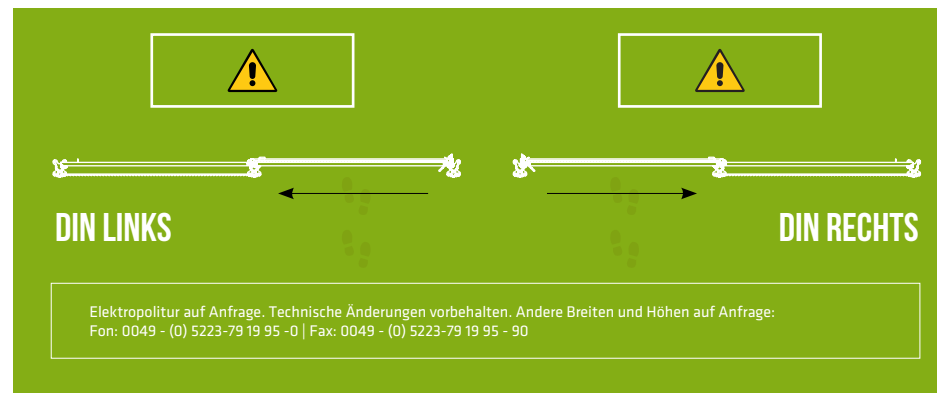 DIN LINKS
DIN RECHTS
Elektropolitur auf Anfrage. Technische Änderungen vorbehalten. Andere Breiten und Höhen auf Anfrage:
Fon: 0049 - (0) 5223-79 19 95 -0 | Fax: 0049 - (0) 5223-79 19 95 - 90